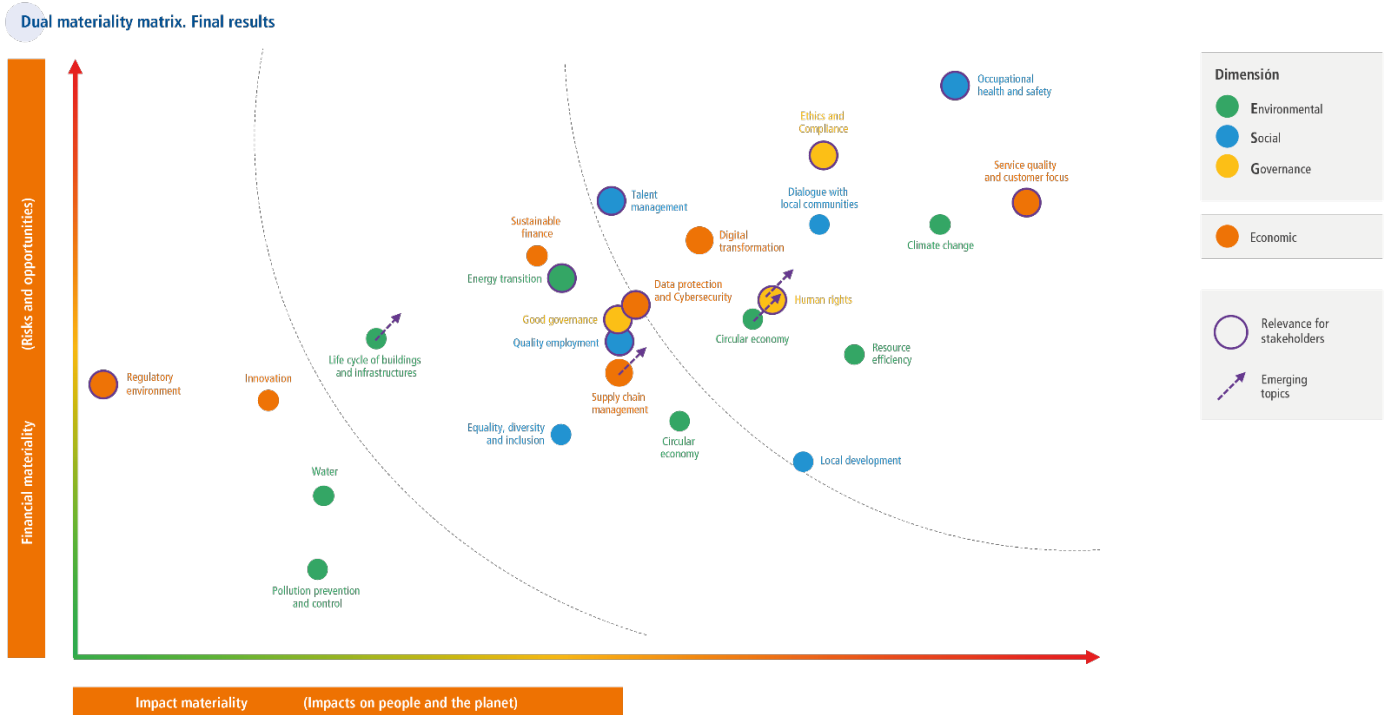 Dual materiality matrix. Final results
Financial materiality (Risks and opportunities)
Occupational
health and safety
Ethics and
Compliance
Service quality
and customer focus
Talent
management
Dialogue with
local communities
Sustainable
finance
Digital
transformation
Climate change
Energy transition
Data protection
and Cybersecurity
Human rights
Good governance
Circular economy
Quality employment
Resource
efficiency
Life cycle of buildings
and infrastructures
Regulatory
environment
Innovation
Supply chain
management
Equality, diversity
and inclusion
Circular
economy
Local development
Water
Pollution prevention
and control
Impact materiality (Impacts on people and the planet)
Dimensión
Environmental
Social
Governance
Economic
Relevance for
stakeholders
Emerging
topics